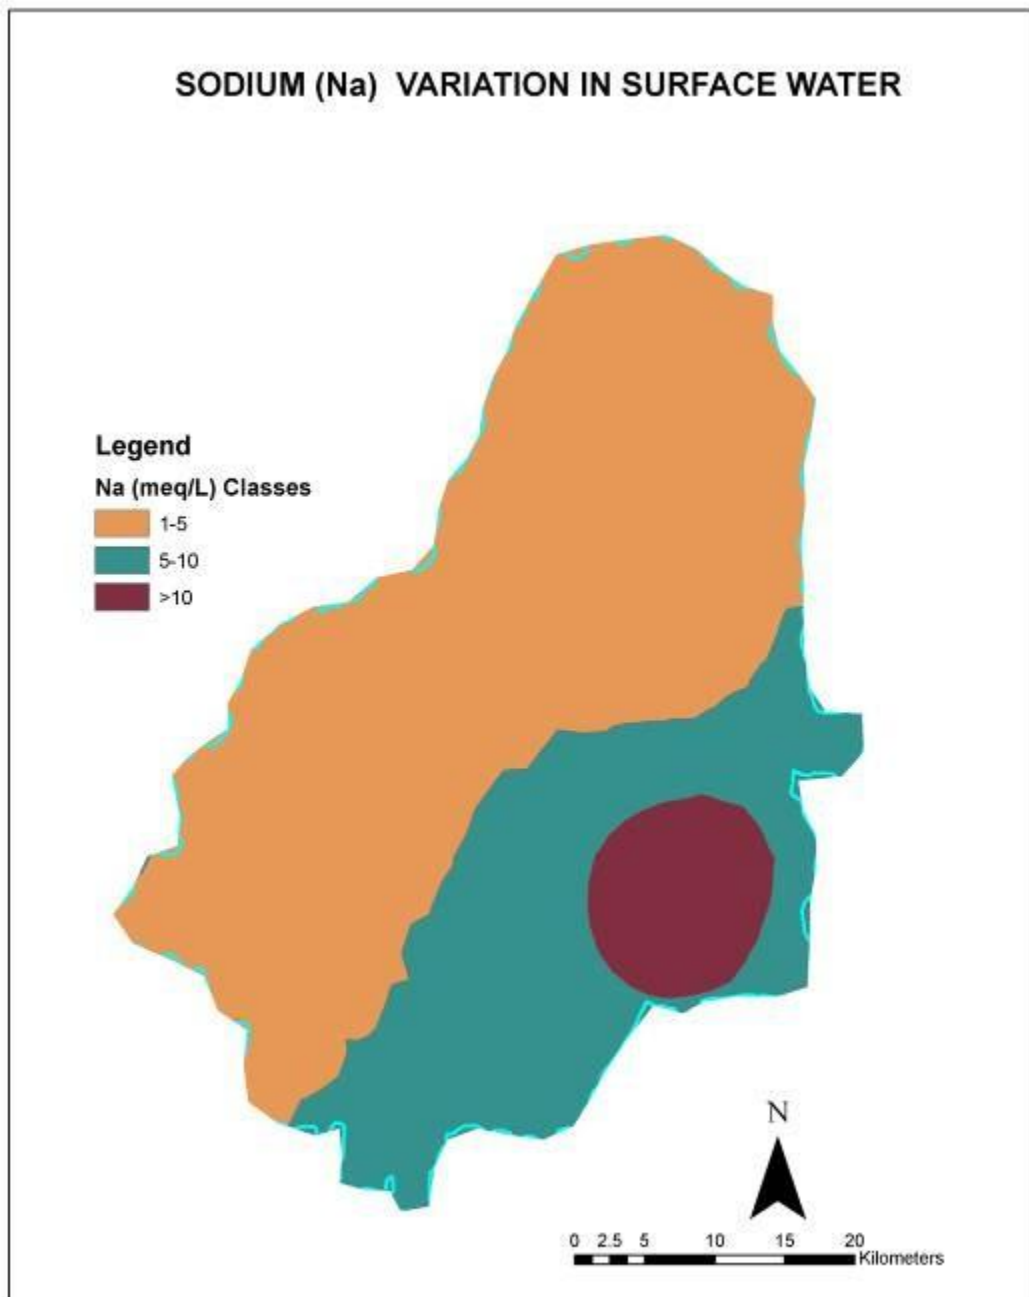 SODIUM (Na) VARIATION IN SURFACE WATER
Legend
Na (meq/L) Classes
1-5
5-10
>10
N
0 2.5 5 10 15 20
Kilometers